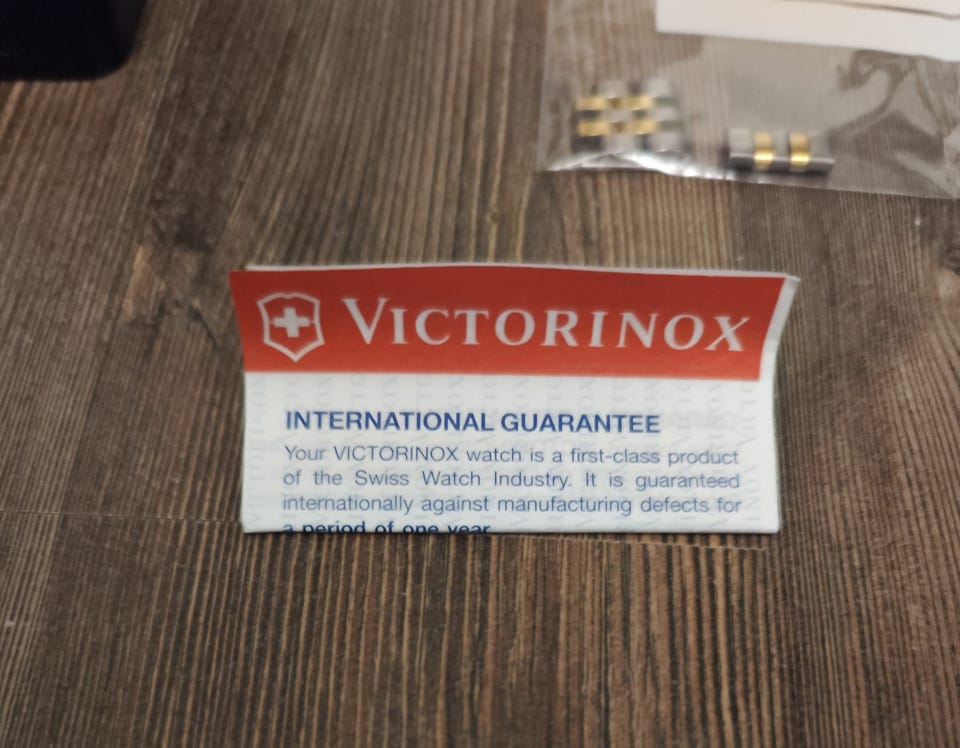 VICTORINOX
INTERNATIONAL GUARANTEE
Your VICTORINOX watch is a first-class product
of the Swiss Watch Industry. It is guaranteed
internationally against manufacturing defects for
a period of one year